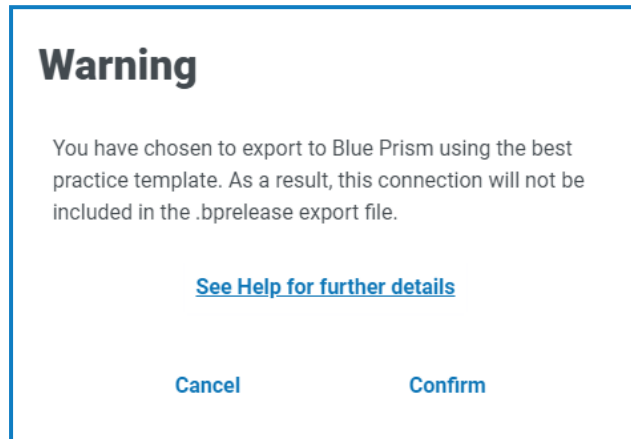 Warning
You have chosen to export to Blue Prism using the best
practice template. As a result, this connection will not be
included in the .bprelease export file.
See Help for further details
Cancel Confirm